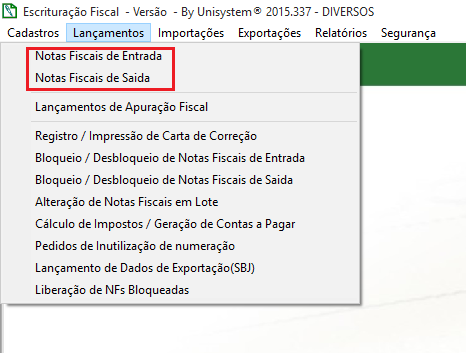 Escrituração Fiscal - Versão - By Unisystem® 2015.337 - DIVERSOS
Cadastros Lançamentos Importações Exportações Relatórios Segurança
Notas Fiscais de Entrada
Notas Fiscais de Saida
Lançamentos de Apuração Fiscal
Registro / Impressão de Carta de Correção
Bloqueio / Desbloqueio de Notas Fiscais de Entrada
Bloqueio / Desbloqueio de Notas Fiscais de Saida
Alteração de Notas Fiscais em Lote
Cálculo de Impostos / Geração de Contas a Pagar
Pedidos de Inutilização de numeração
Lançamento de Dados de Exportação(SBJ)
Liberação de NFs Bloqueadas